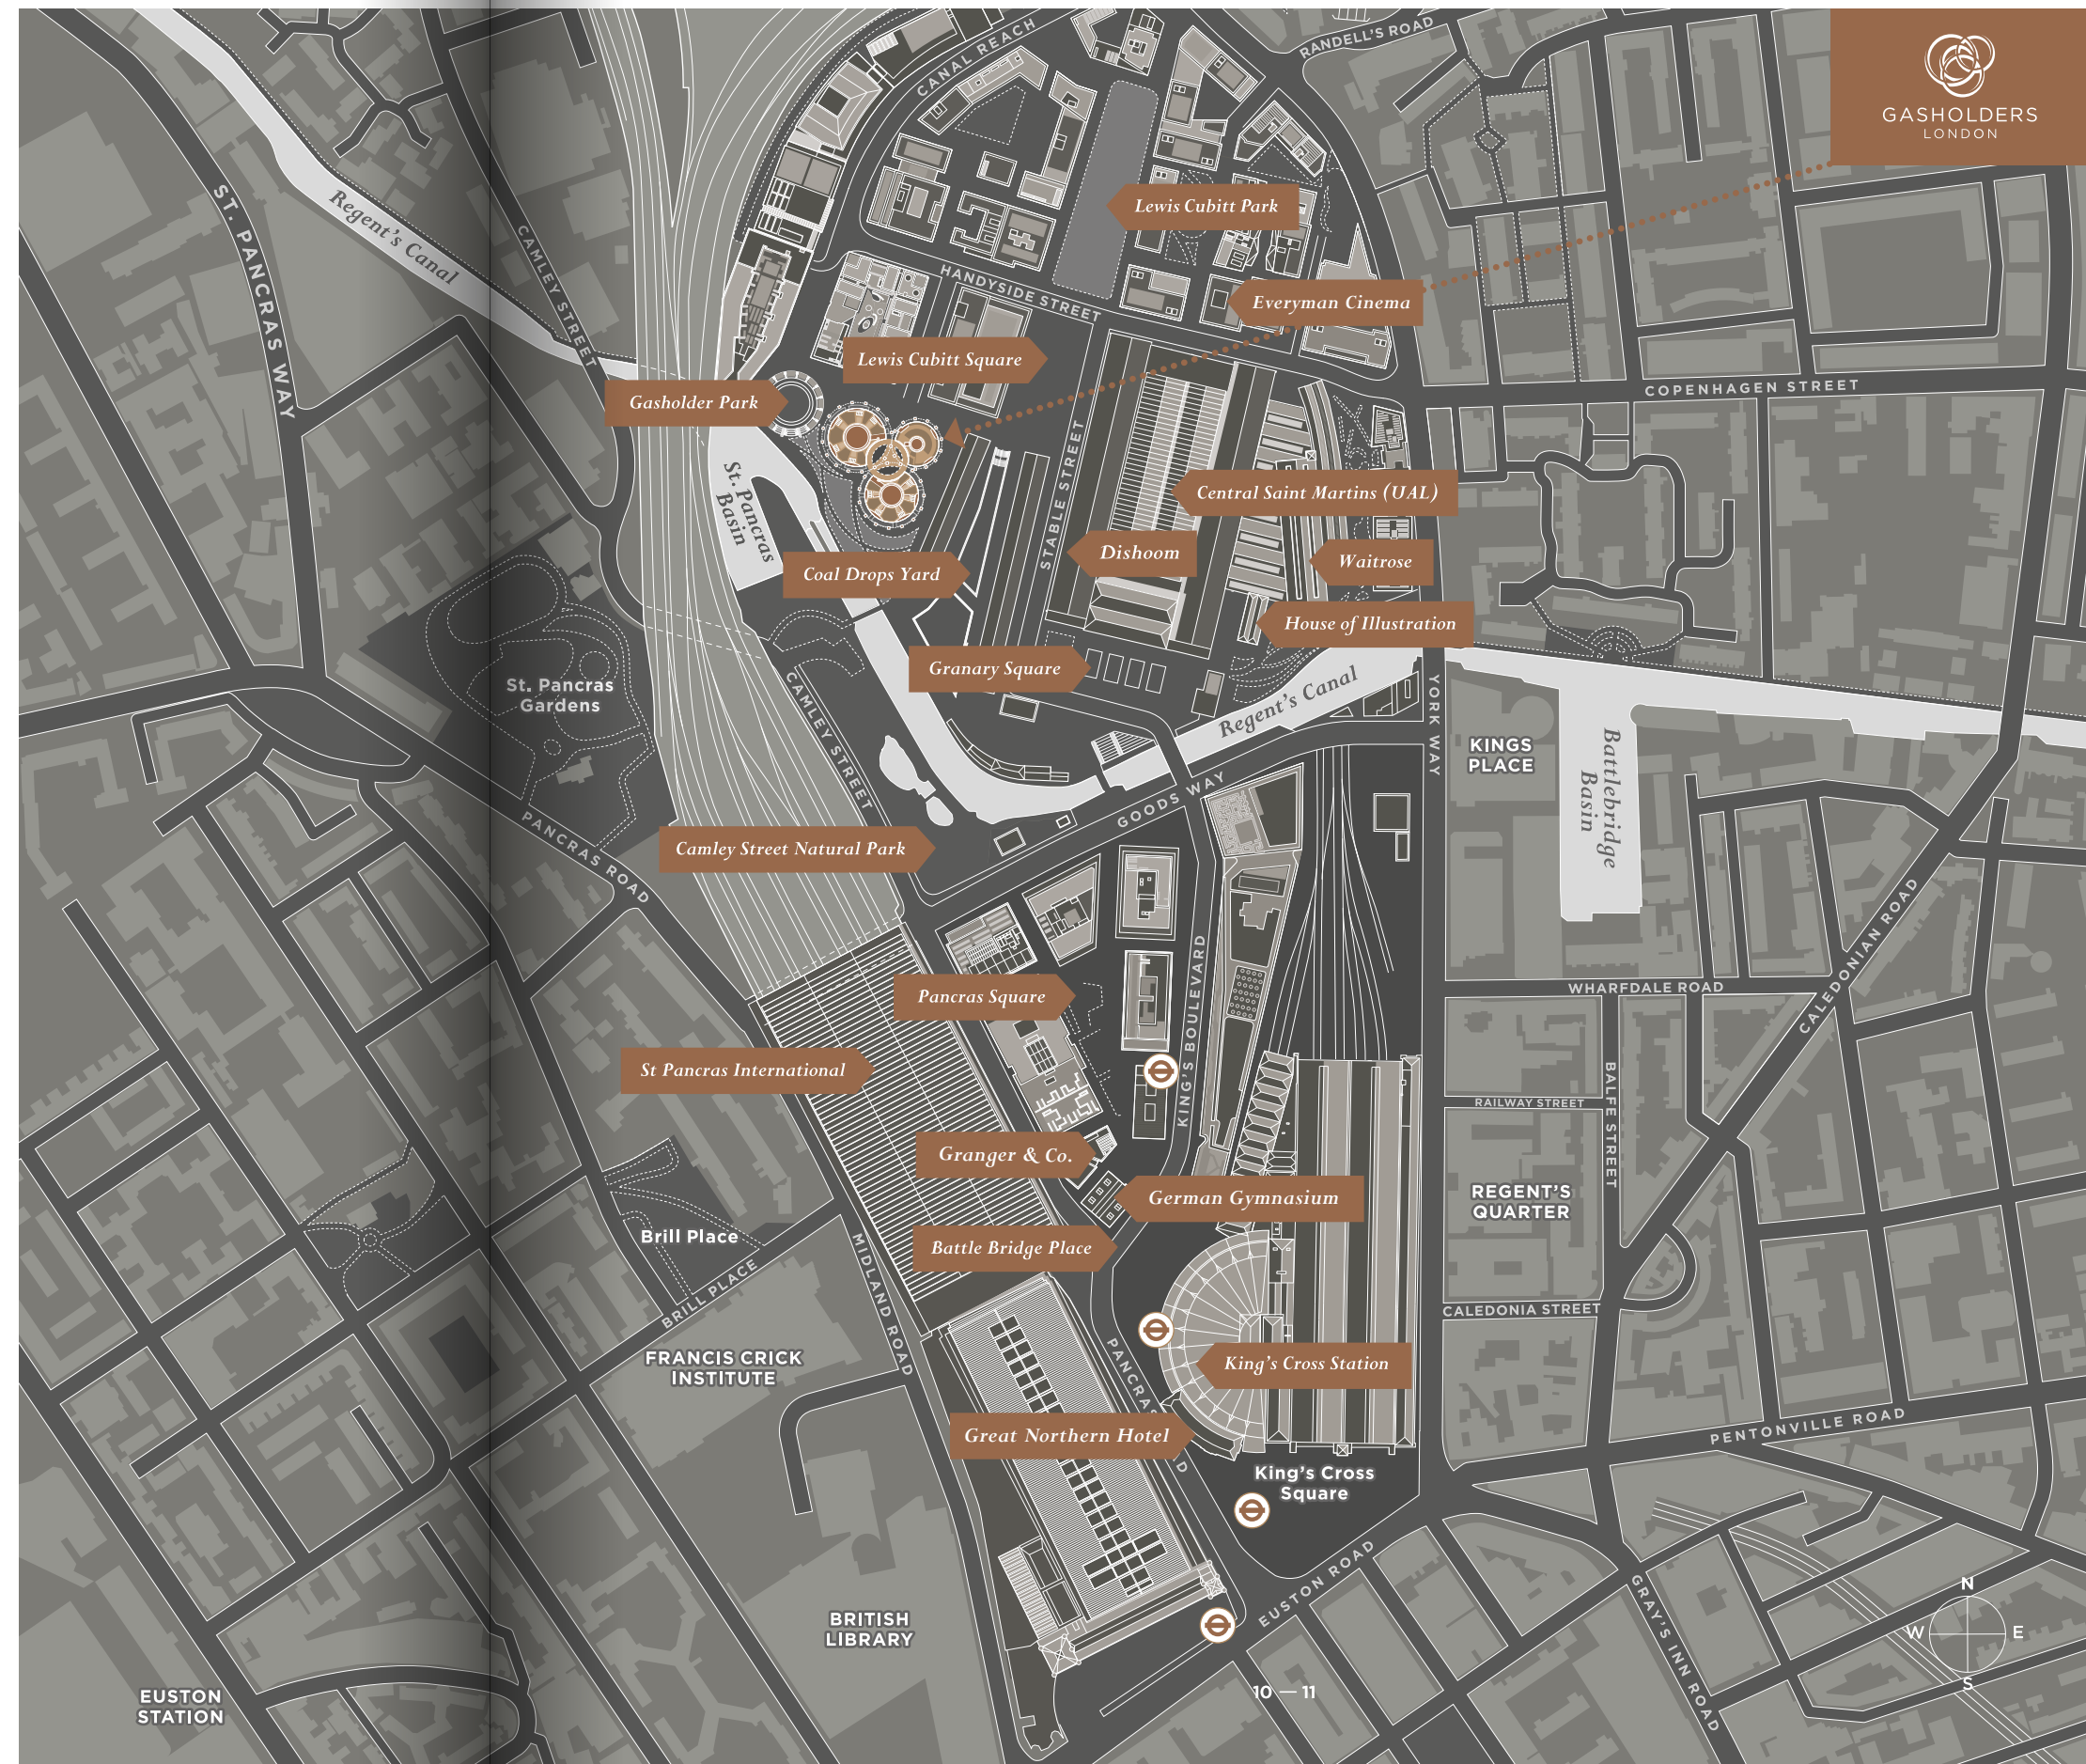 RANDELL'S ROAD
CANAL REACH
GASHOLDERS
LONDON
ST. PANCRAS WAY
Regent's Canal
CAMLEY STREET
Lewis Cubitt Park
HANDYSIDE STREET
Everyman Cinema
Lewis Cubitt Square
COPENHAGEN STREET
Gasholder Park
St. Pancras
Basin
STABLE STREET
Central Saint Martins (UAL)
Dishoom
Waitrose
Coal Drops Yard
House of Illustration
Granary Square
St. Pancras
Gardens
CAMLEY STREET
Regent's Canal
YORK WAY
KINGS
PLACE
Battlebridge
Basin
GOODS WAY
PANCRAS ROAD
Camley Street Natural Park
CALEDONIAN ROAD
KING'S BOULEVARD
WHARFDALE ROAD
Pancras Square
St Pancras International
BALFE STREET
RAILWAY STREET
Granger & Co.
German Gymnasium
REGENT'S
QUARTER
Brill Place
Battle Bridge Place
BRILL PLACE
MIDLAND ROAD
CALEDONIA STREET
FRANCIS CRICK
INSTITUTE
PANCRAS ROAD
King's Cross Station
Great Northern Hotel
PENTONVILLE ROAD
King's Cross
Square
EUSTON ROAD
GRAY'S INN ROAD
N
W E
S
BRITISH
LIBRARY
EUSTON
STATION
10 — 11